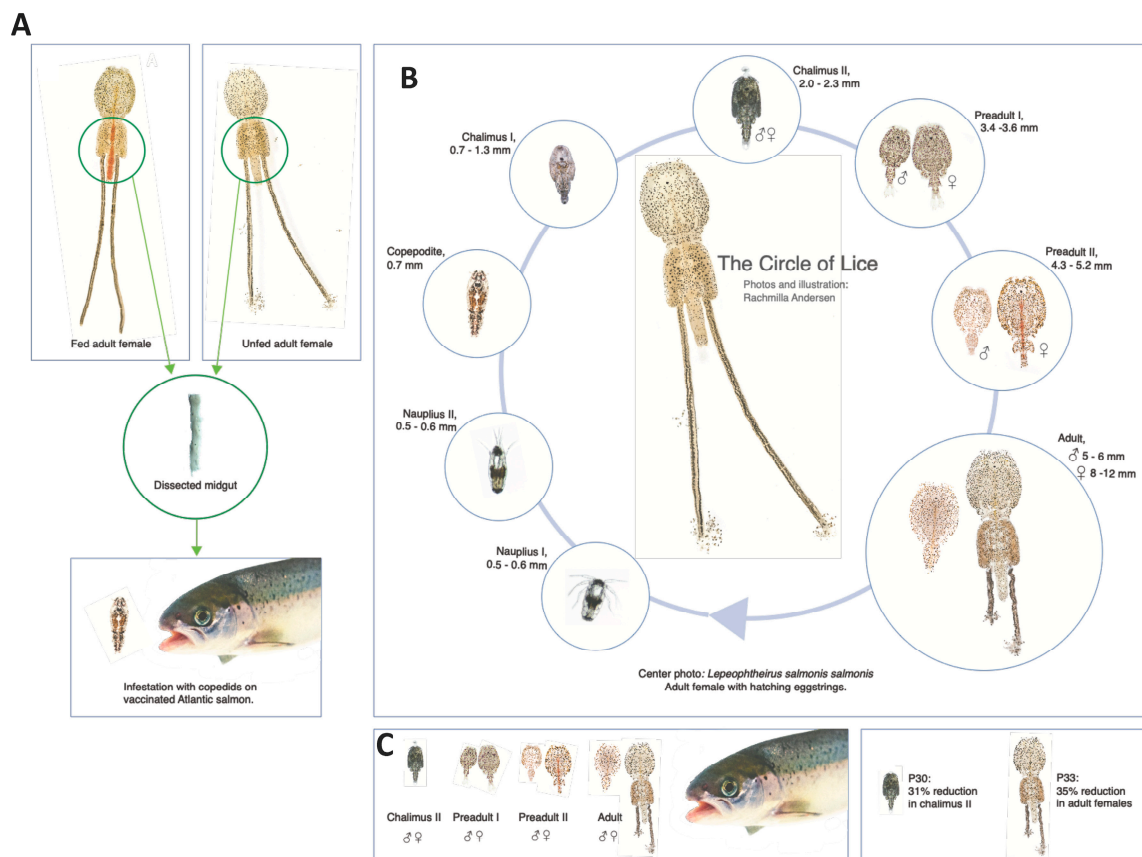 A
A
Fed adult female
Unfed adult female
Dissected midgut
Infestation with copedids on
vaccinated Atlantic salmon.
B
Chalimus II,
2.0 - 2.3 mm
♂♀
Preadult I,
3.4 -3.6 mm
♂
♀
Preadult II,
4.3 - 5.2 mm
♂
♀
Adult,
♂ 5 - 6 mm
♀ 8 -12 mm
Nauplius I,
0.5 - 0.6 mm
Nauplius II,
0.5 - 0.6 mm
Copepodite,
0.7 mm
Chalimus I,
0.7 - 1.3 mm
The Circle of Lice
Photos and illustration:
Rachmilla Andersen
Center photo: Lepeophtheirus salmonis salmonis
Adult female with hatching eggstrings.
C
Chalimus II
♂♀
Preadult I
♂♀
Preadult II
♂♀
Adult
♂♀
P30:
31% reduction
in chalimus II
P33:
35% reduction
in adult females